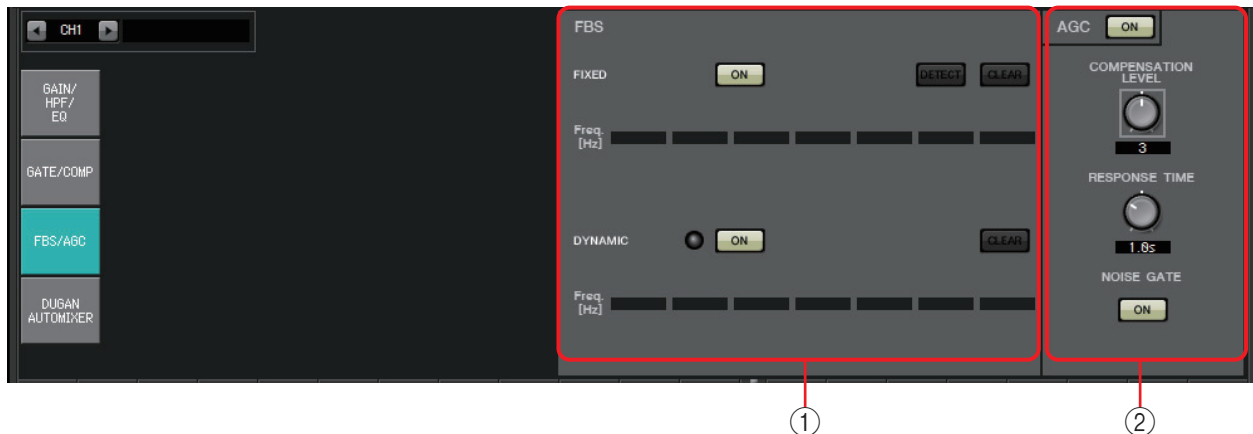 CH1
GAIN/
HPF/
EQ
GATE/COMP
FBS/AGC
DUGAN
AUTOMIXER
FBS
FIXED
ON
DETECT
CLEAR
Freq.
[Hz]
DYNAMIC
ON
CLEAR
Freq.
[Hz]
AGC
ON
COMPENSATION
LEVEL
3
RESPONSE TIME
1.0s
NOISE GATE
ON
①
②